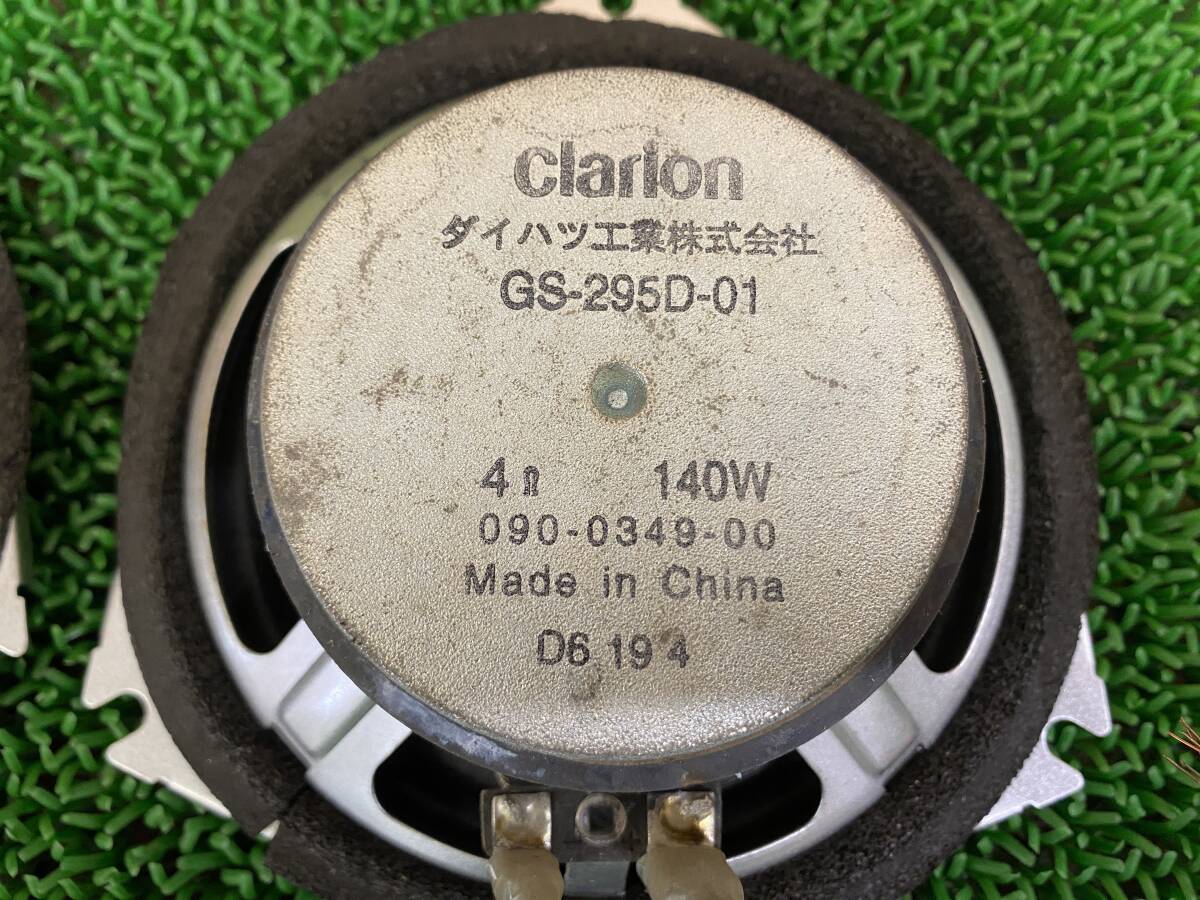 clarion
ダイハツ工業株式会社
GS-295D-01
4Ω 140W
090-0349-00
Made in China
D6 19 4